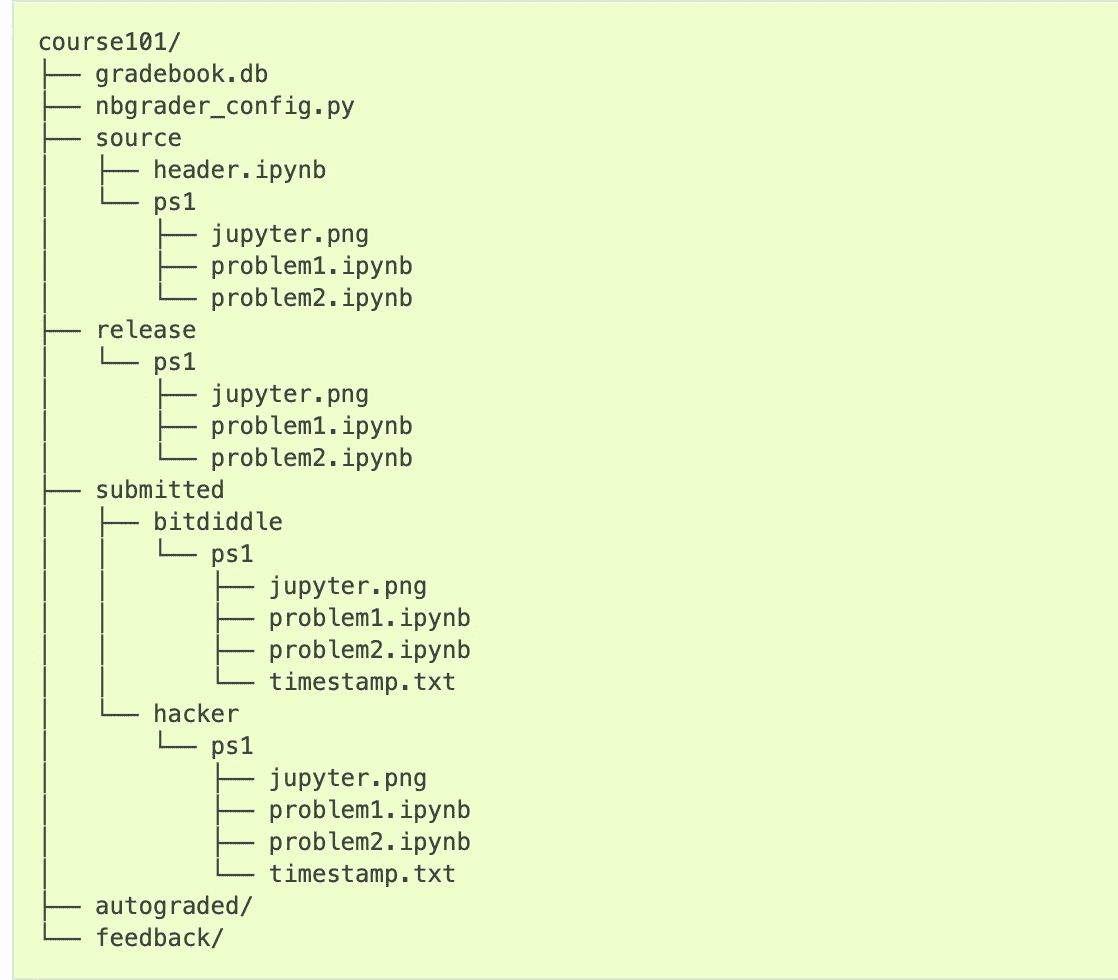 course101/
├── gradebook.db
├── nbgrader_config.py
├── source
│   ├── header.ipynb
│   └── ps1
│       ├── jupyter.png
│       ├── problem1.ipynb
│       └── problem2.ipynb
├── release
│   └── ps1
│       ├── jupyter.png
│       ├── problem1.ipynb
│       └── problem2.ipynb
├── submitted
│   ├── bitdiddle
│   │   └── ps1
│   │       ├── jupyter.png
│   │       ├── problem1.ipynb
│   │       ├── problem2.ipynb
│   │       └── timestamp.txt
│   └── hacker
│       └── ps1
│           ├── jupyter.png
│           ├── problem1.ipynb
│           ├── problem2.ipynb
│           └── timestamp.txt
├── autograded/
└── feedback/